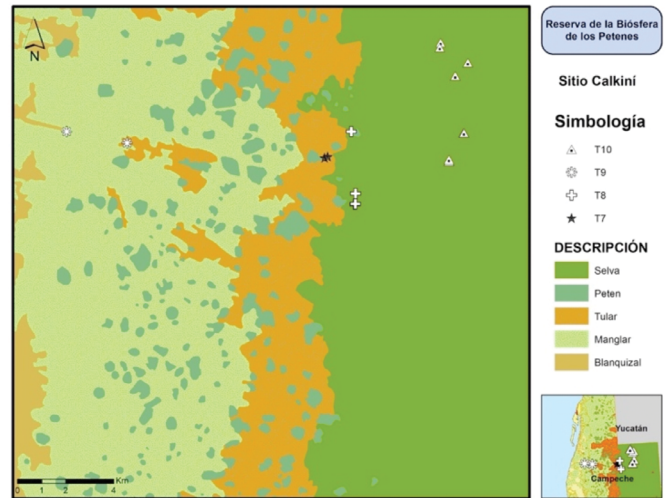 N
Km
0 1 2 4
Reserva de la Biósfera
de los Petenes
Sitio Calkiní
Simbología
T10
T9
T8
T7
DESCRIPCIÓN
Selva
Peten
Tular
Manglar
Blanquizal
Yucatán
Campeche